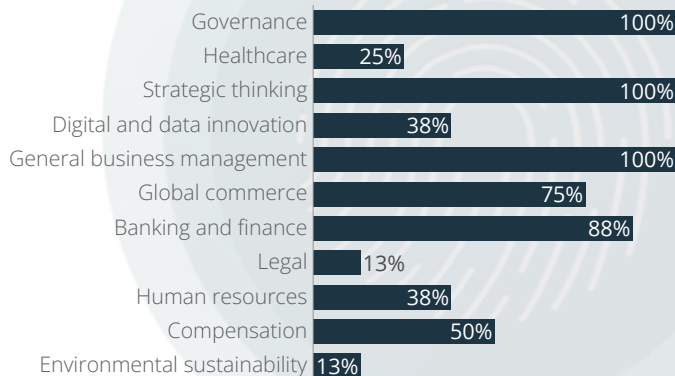 Governance 100%
Healthcare 25%
Strategic thinking 100%
Digital and data innovation 38%
General business management 100%
Global commerce 75%
Banking and finance 88%
Legal 13%
Human resources 38%
Compensation 50%
Environmental sustainability 13%